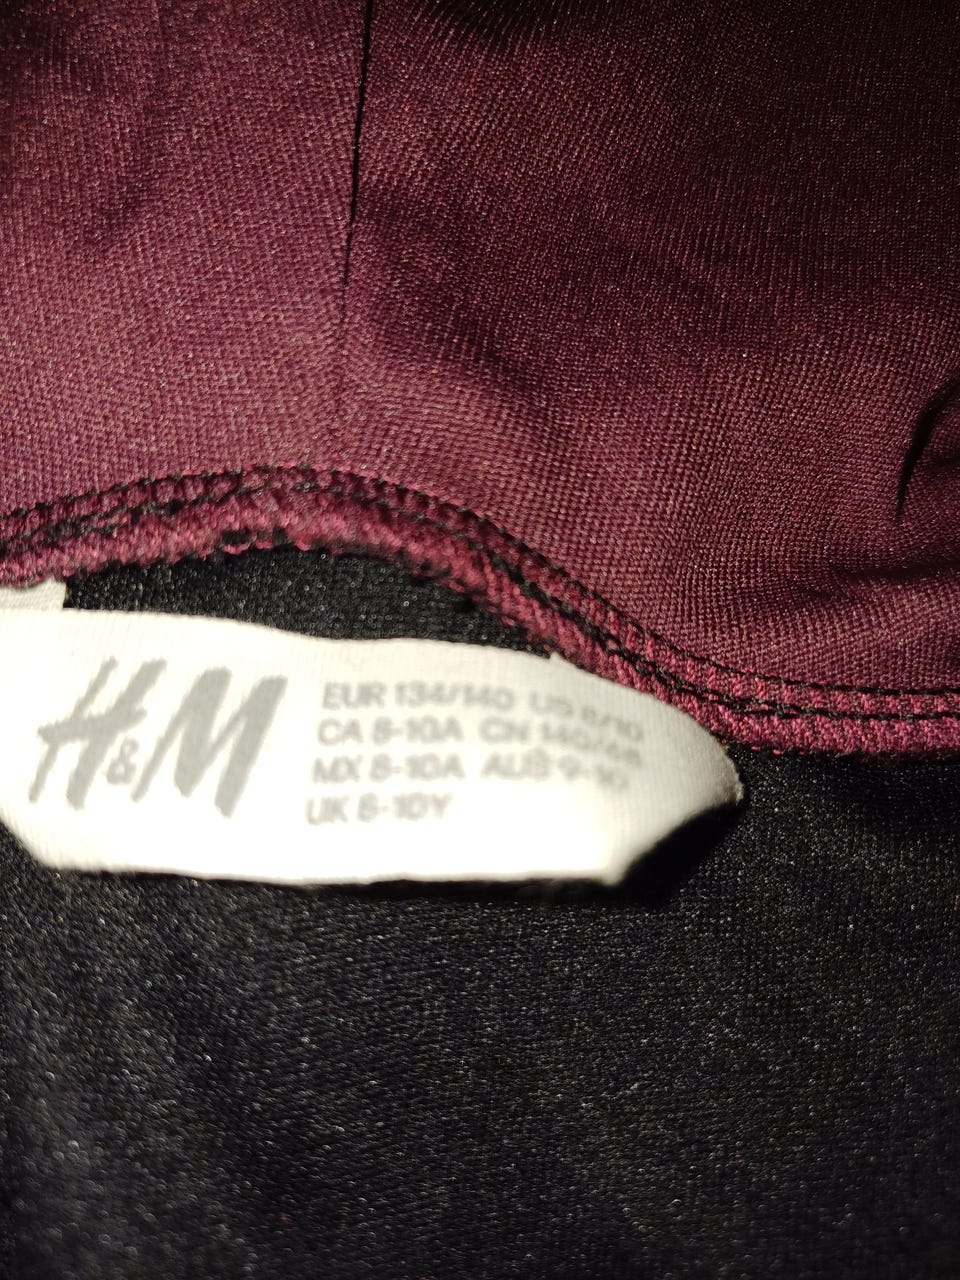 H&M
EUR 134/140 US 8/10
CA 8-10A CN 140/64
MX 8-10A AUS 9-10
UK 8-10Y